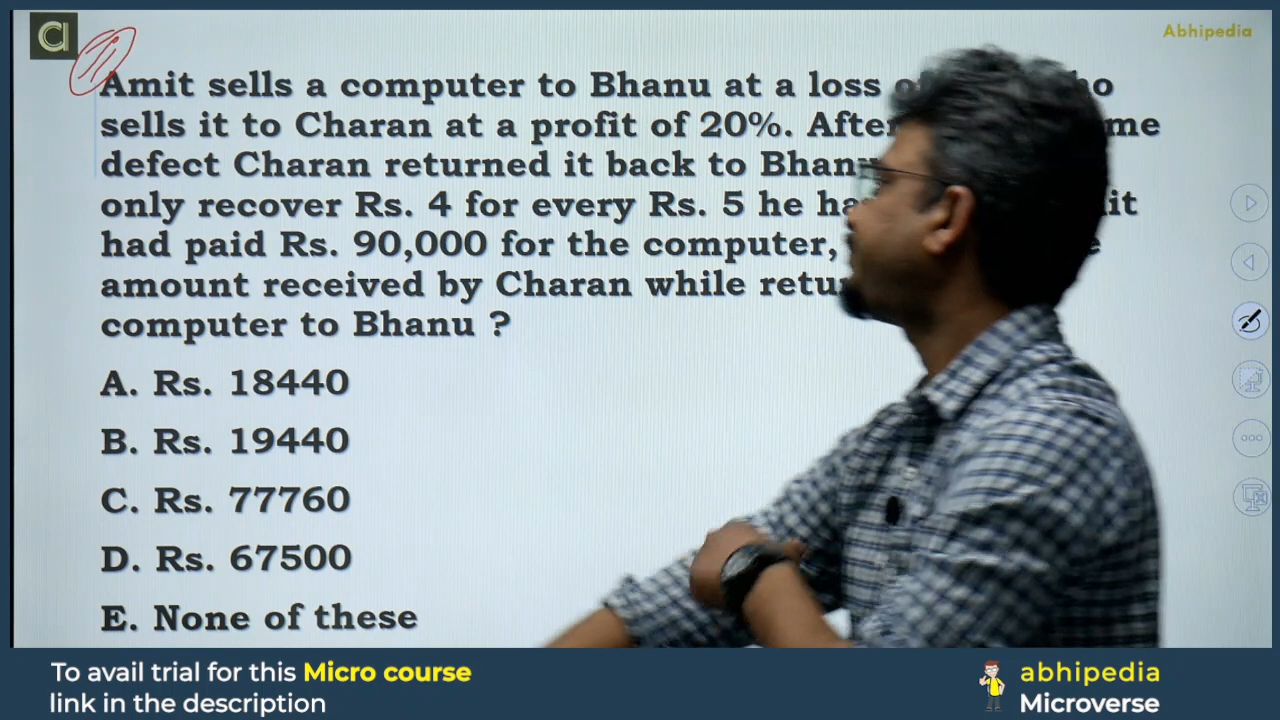 Abhipedia
Amit sells a computer to Bhanu at a loss
sells it to Charan at a profit of 20%. After
defect Charan returned it back to Bhanu
only recover Rs. 4 for every Rs. 5 he
had paid Rs. 90,000 for the computer,
amount received by Charan while
computer to Bhanu ?
A. Rs. 18440
B. Rs. 19440
C. Rs. 77760
D. Rs. 67500
E. None of these
To avail trial for this Micro course
link in the description
abhipedia
Microverse